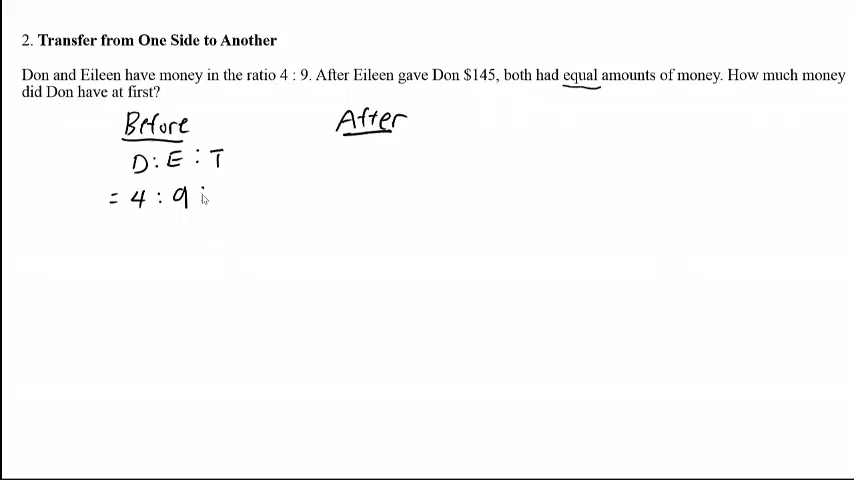 2. Transfer from One Side to Another
Don and Eileen have money in the ratio 4 : 9. After Eileen gave Don $145, both had equal amounts of money. How much money
did Don have at first?
Before After
D : E : T
= 4 : 9 :